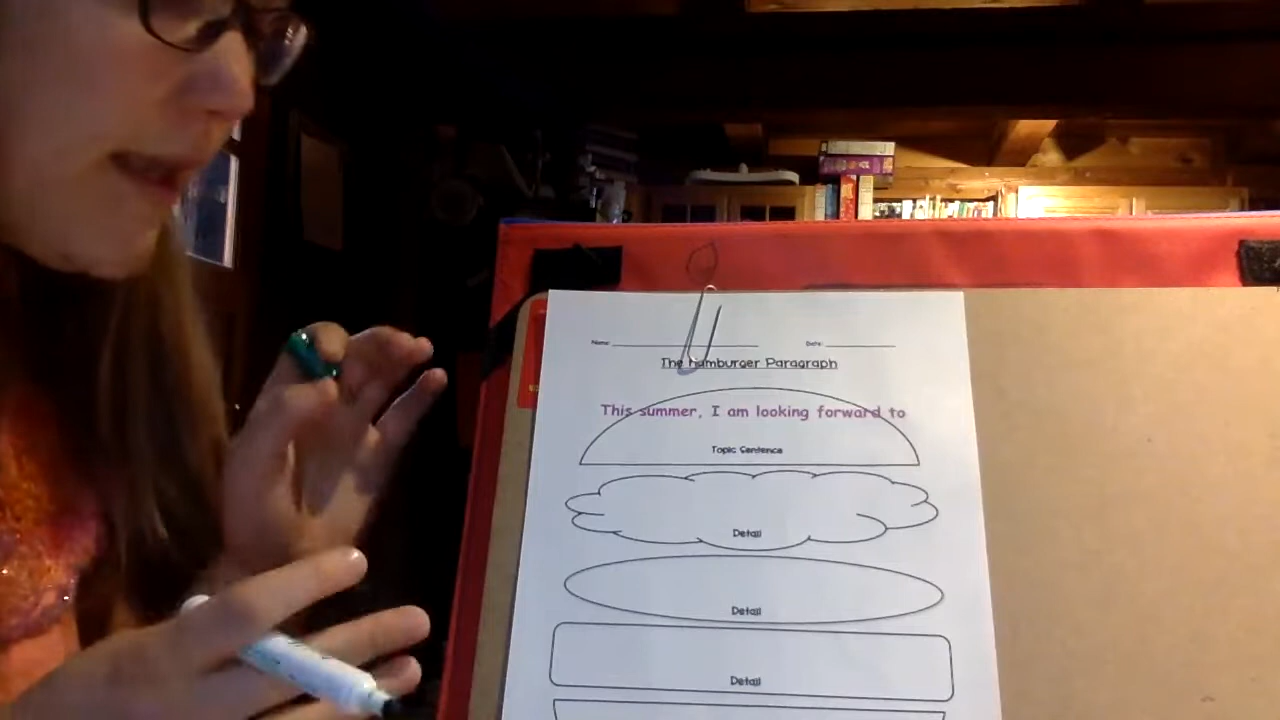 Name: Date:
The Hamburger Paragraph
This summer, I am looking forward to
Topic Sentence
Detail
Detail
Detail